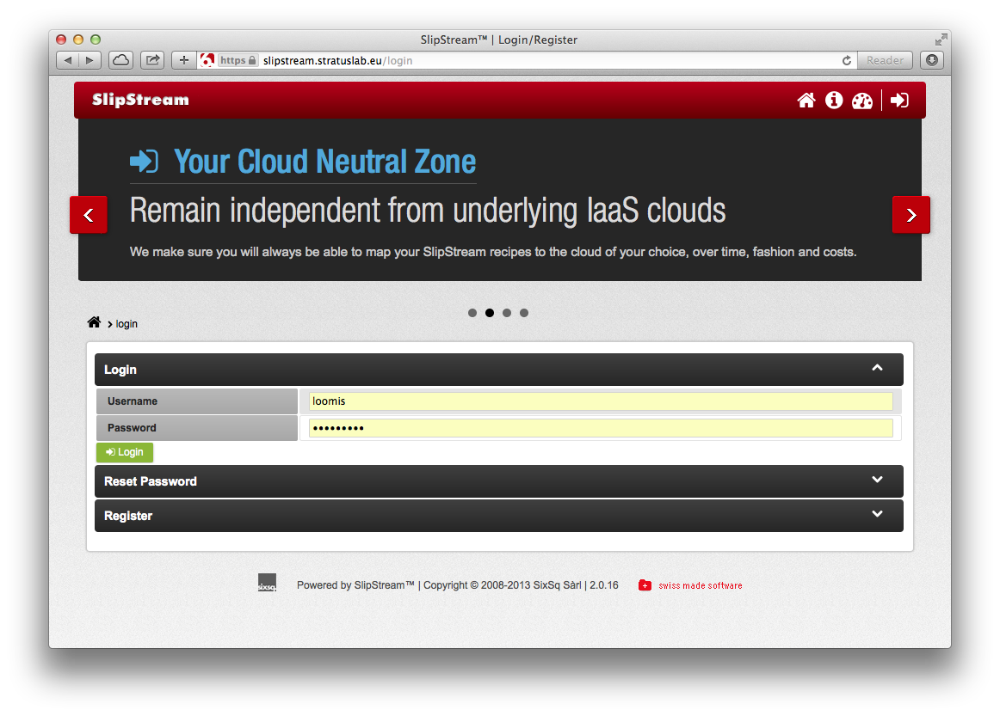 SlipStream™ | Login/Register
https slipstream.stratuslab.eu/login Reader
SlipStream
Your Cloud Neutral Zone
Remain independent from underlying IaaS clouds
We make sure you will always be able to map your SlipStream recipes to the cloud of your choice, over time, fashion and costs.
login
Login
Username loomis
Password •••••••••
Login
Reset Password
Register
sixsq. Powered by SlipStream™ | Copyright © 2008-2013 SixSq Sàrl | 2.0.16 swiss made software